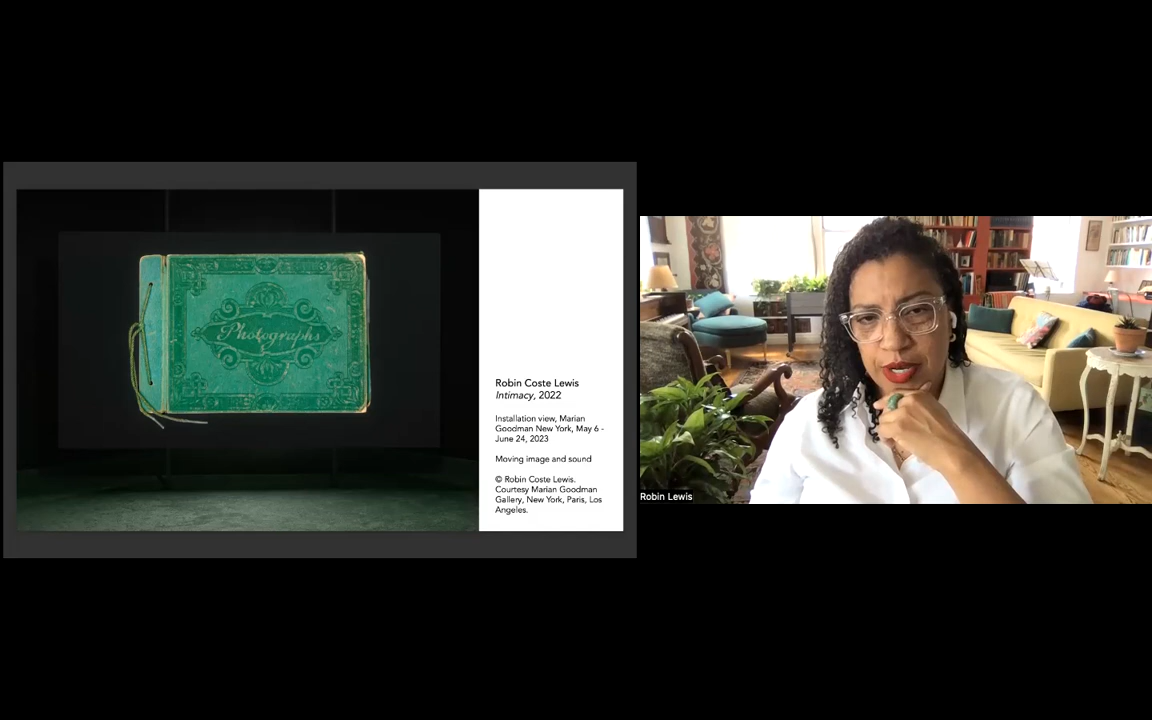 Photographs
Robin Coste Lewis
Intimacy, 2022
Installation view, Marian
Goodman New York, May 6 -
June 24, 2023
Moving image and sound
© Robin Coste Lewis.
Courtesy Marian Goodman
Gallery, New York, Paris, Los
Angeles.
Robin Lewis